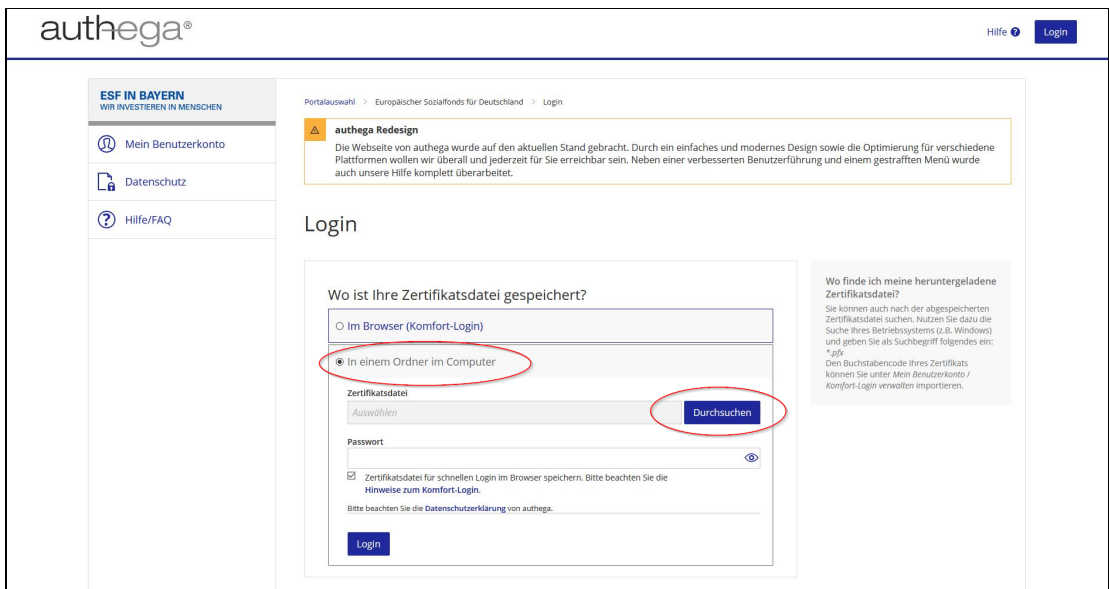 authega®
Hilfe
Login
ESF IN BAYERN
WIR INVESTIEREN IN MENSCHEN
Mein Benutzerkonto
Datenschutz
Hilfe/FAQ
Portalauswahl > Europäischer Sozialfonds für Deutschland > Login
authega Redesign
Die Webseite von authega wurde auf den aktuellen Stand gebracht. Durch ein einfaches und modernes Design sowie die Optimierung für verschiedene
Plattformen wollen wir überall und jederzeit für Sie erreichbar sein. Neben einer verbesserten Benutzerführung und einem gestrafften Menü wurde
auch unsere Hilfe komplett überarbeitet.
Login
Wo ist Ihre Zertifikatsdatei gespeichert?
Im Browser (Komfort-Login)
In einem Ordner im Computer
Zertifikatsdatei
Auswählen
Durchsuchen
Passwort
Zertifikatsdatei für schnellen Login im Browser speichern. Bitte beachten Sie die
Hinweise zum Komfort-Login.
Bitte beachten Sie die Datenschutzerklärung von authega.
Login
Wo finde ich meine heruntergeladene
Zertifikatsdatei?
Sie können auch nach der abgespeicherten
Zertifikatsdatei suchen. Nutzen Sie dazu die
Suche Ihres Betriebssystems (z.B. Windows)
und geben Sie als Suchbegriff folgendes ein:
*.pfx
Den Buchstabencode Ihres Zertifikats
können Sie unter Mein Benutzerkonto /
Komfort-Login verwalten importieren.